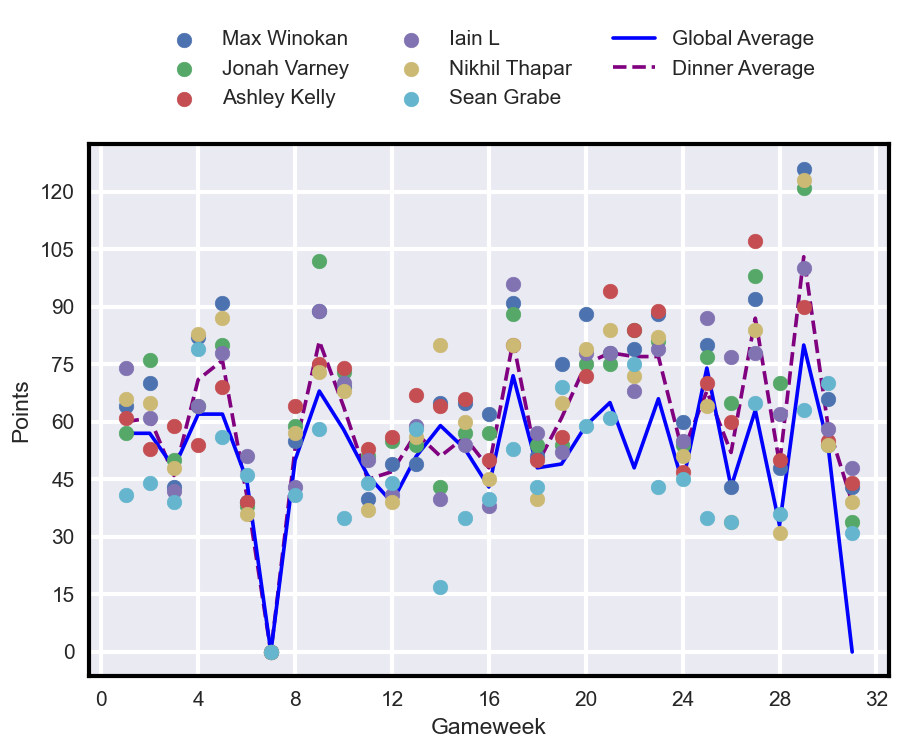 Max Winokan
Jonah Varney
Ashley Kelly
Iain L
Nikhil Thapar
Sean Grabe
Global Average
Dinner Average
120
105
90
75
60
45
30
15
0
Points
0 4 8 12 16 20 24 28 32
Gameweek